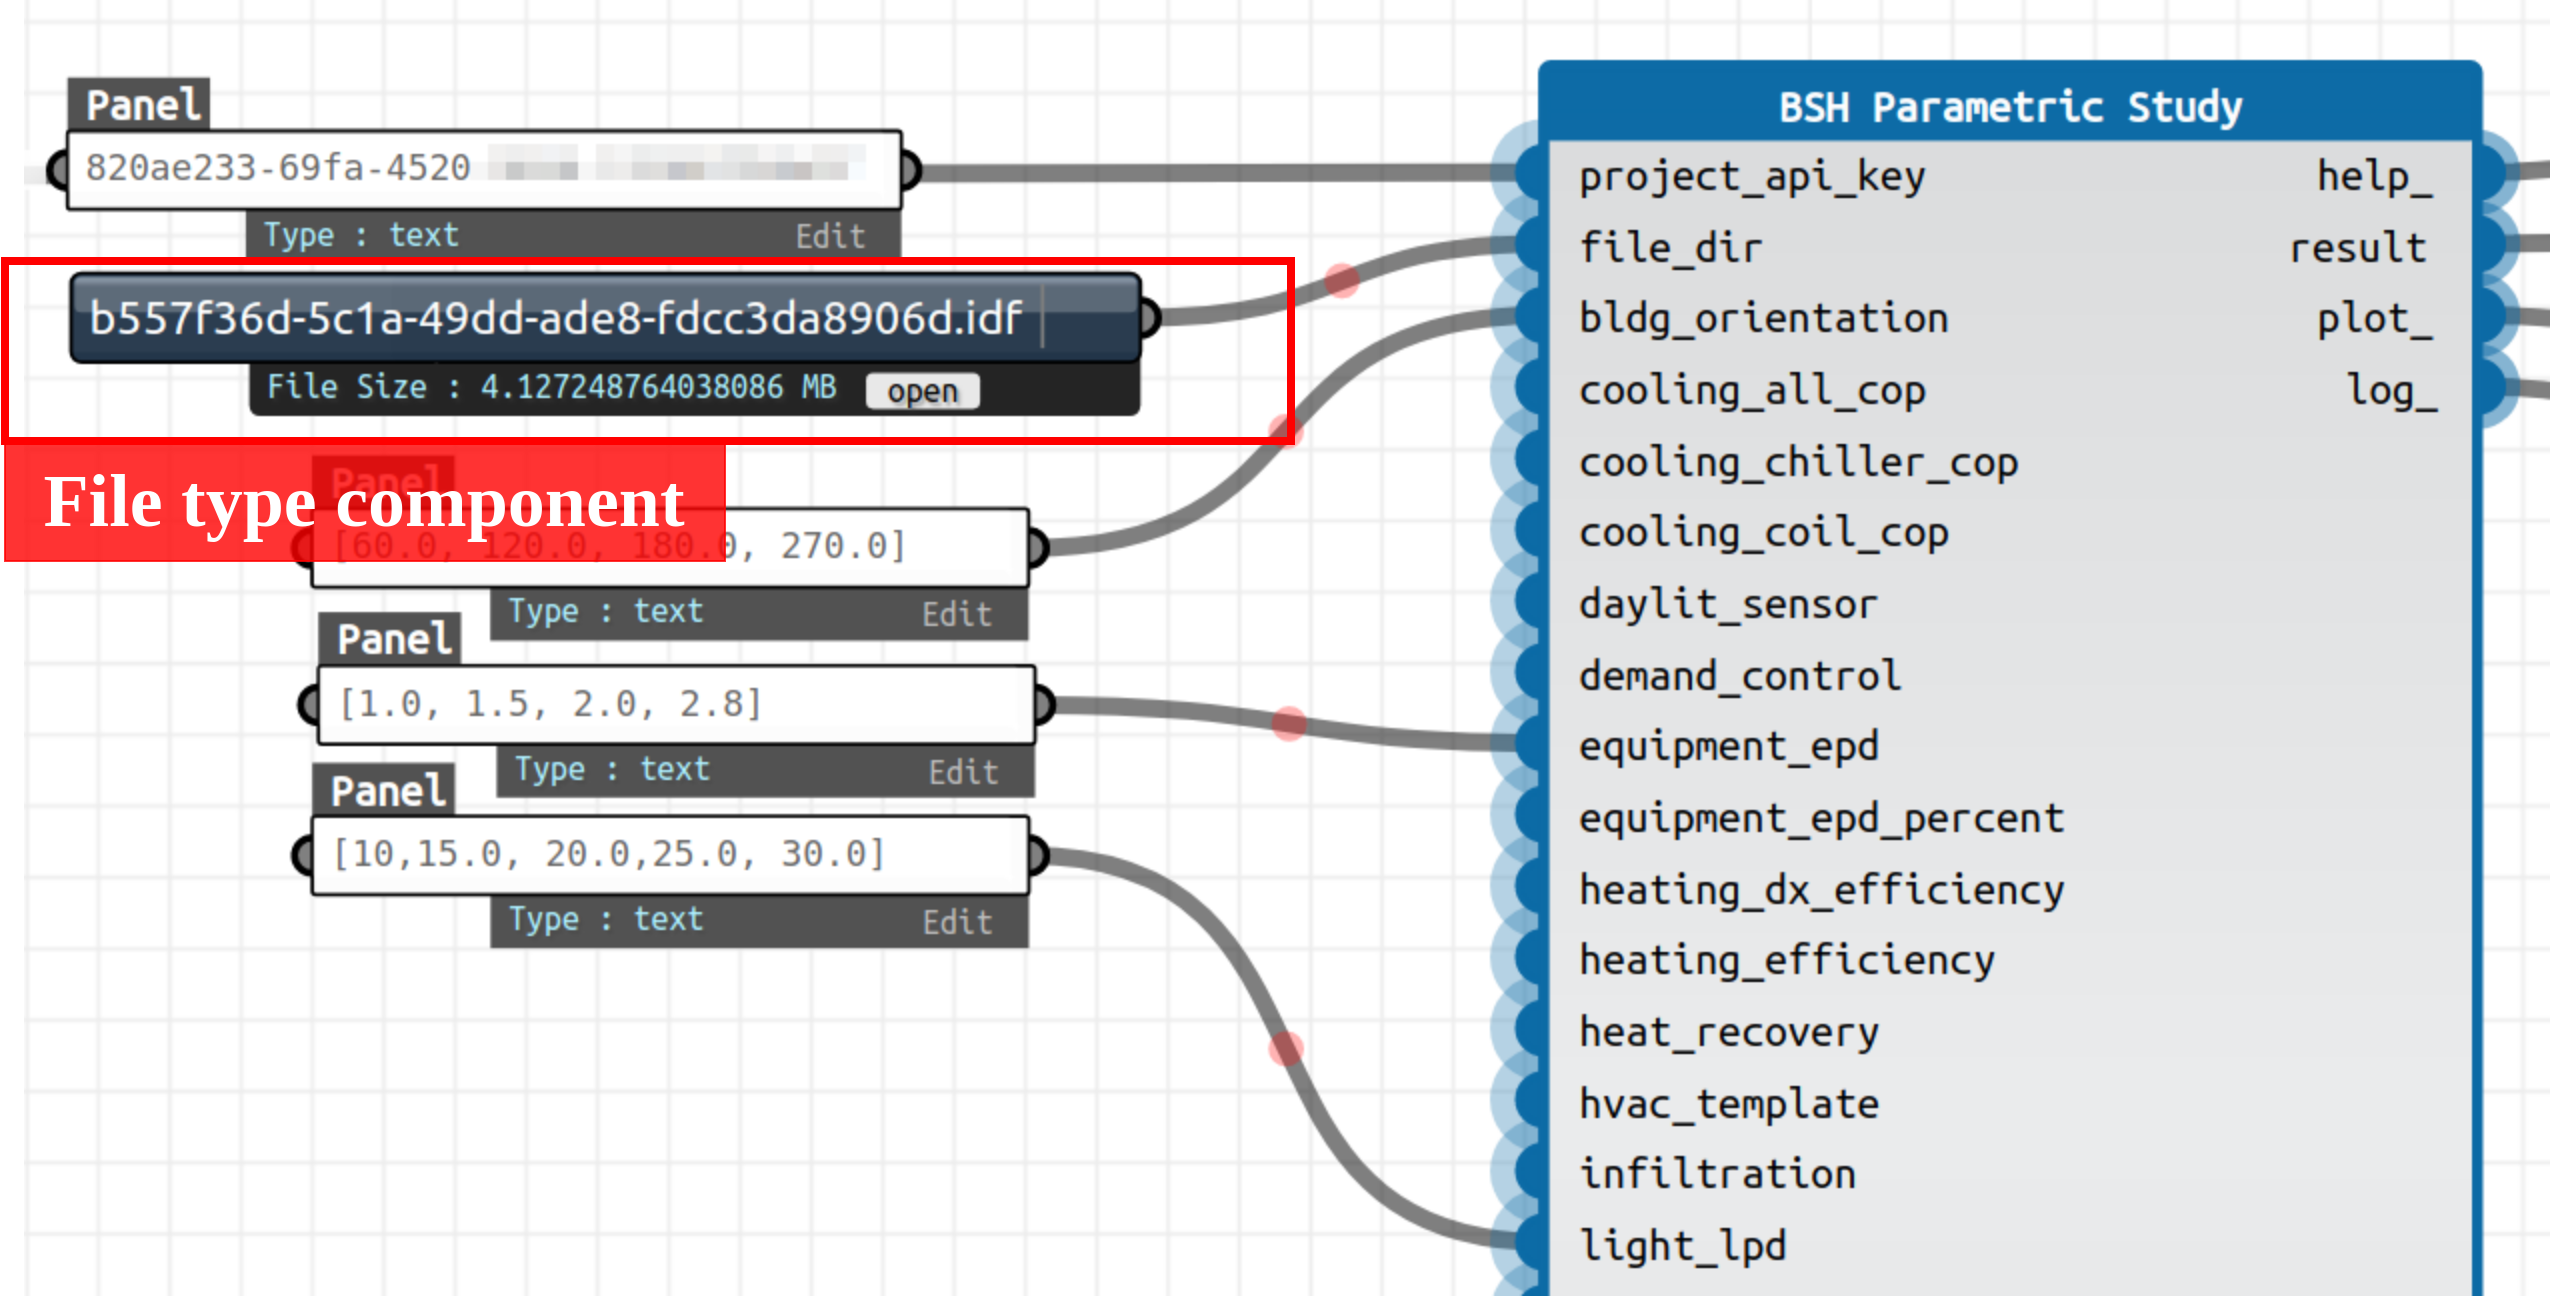 Panel
820ae233-69fa-4520
Type : text Edit
b557f36d-5c1a-49dd-ade8-fdcc3da8906d.idf
File Size : 4.127248764038086 MB open
File type component
Panel
[60.0, 120.0, 180.0, 270.0]
Type : text Edit
Panel
[1.0, 1.5, 2.0, 2.8]
Type : text Edit
Panel
[10,15.0, 20.0,25.0, 30.0]
Type : text Edit
BSH Parametric Study
project_api_key help_
file_dir result
bldg_orientation plot_
cooling_all_cop log_
cooling_chiller_cop
cooling_coil_cop
daylit_sensor
demand_control
equipment_epd
equipment_epd_percent
heating_dx_efficiency
heating_efficiency
heat_recovery
hvac_template
infiltration
light_lpd